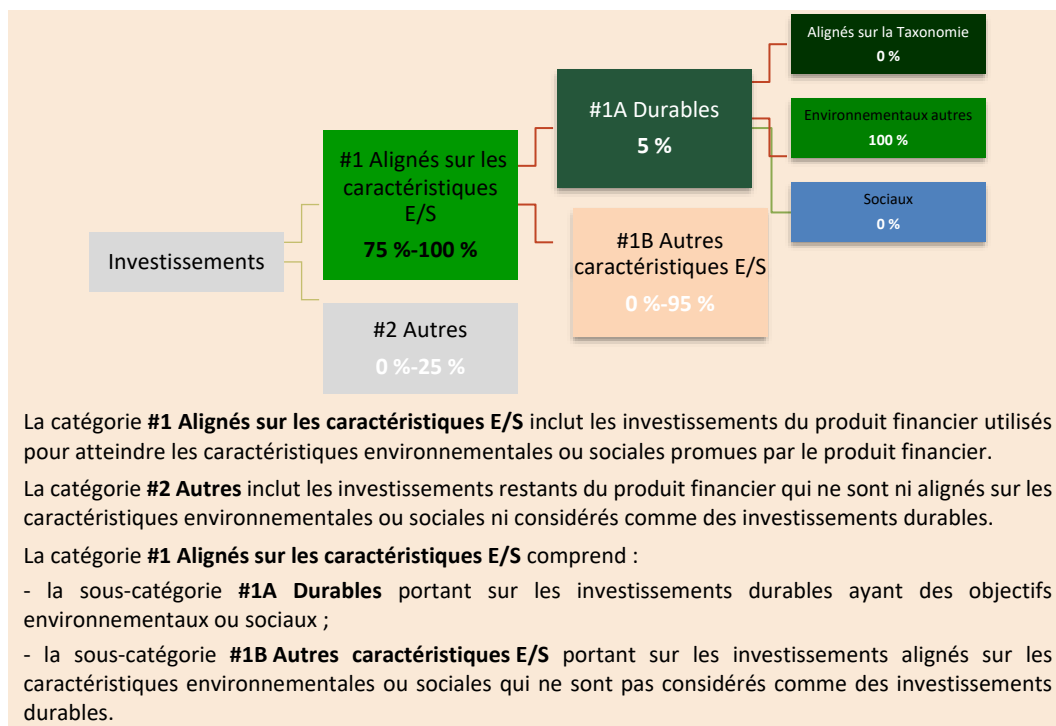 Alignés sur la Taxonomie
0 %
#1A Durables
5 %
Environnementaux autres
100 %
#1 Alignés sur les
caractéristiques
E/S
75 %-100 %
Sociaux
0 %
#1B Autres
caractéristiques E/S
0 %-95 %
Investissements
#2 Autres
0 %-25 %
La catégorie #1 Alignés sur les caractéristiques E/S inclut les investissements du produit financier utilisés
pour atteindre les caractéristiques environnementales ou sociales promues par le produit financier.
La catégorie #2 Autres inclut les investissements restants du produit financier qui ne sont ni alignés sur les
caractéristiques environnementales ou sociales ni considérés comme des investissements durables.
La catégorie #1 Alignés sur les caractéristiques E/S comprend :
- la sous-catégorie #1A Durables portant sur les investissements durables ayant des objectifs
environnementaux ou sociaux ;
- la sous-catégorie #1B Autres caractéristiques E/S portant sur les investissements alignés sur les
caractéristiques environnementales ou sociales qui ne sont pas considérés comme des investissements
durables.